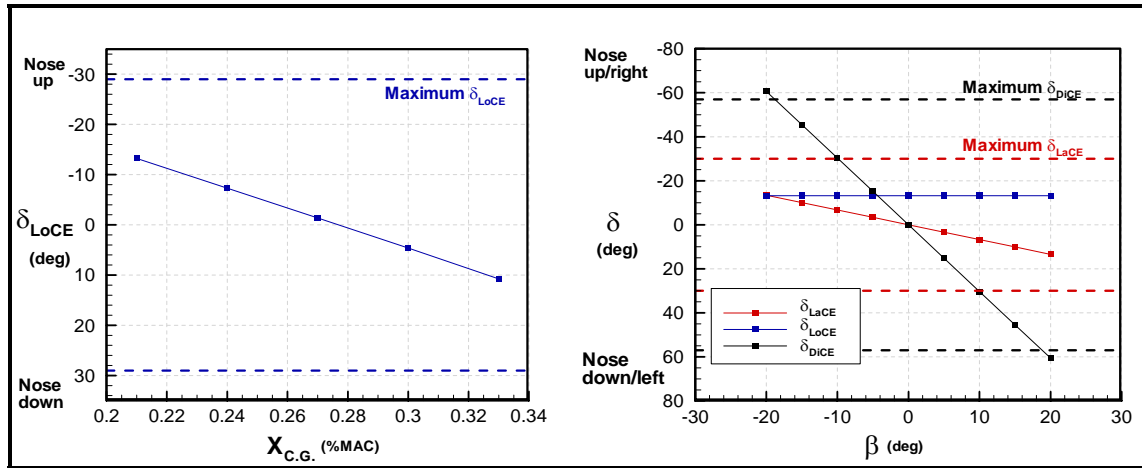 Nose
up
-30
-20
-10
0
10
20
30
Nose
down
δLoCE
(deg)
Maximum δLoCE
0.2 0.22 0.24 0.26 0.28 0.3 0.32 0.34
XC.G. (%MAC)
Nose
up/right
-80
-60
-40
-20
0
20
40
60
80
δ
(deg)
Nose
down/left
Maximum δDiCE
Maximum δLaCE
δLaCE
δLoCE
δDiCE
-30 -20 -10 0 10 20 30
β (deg)